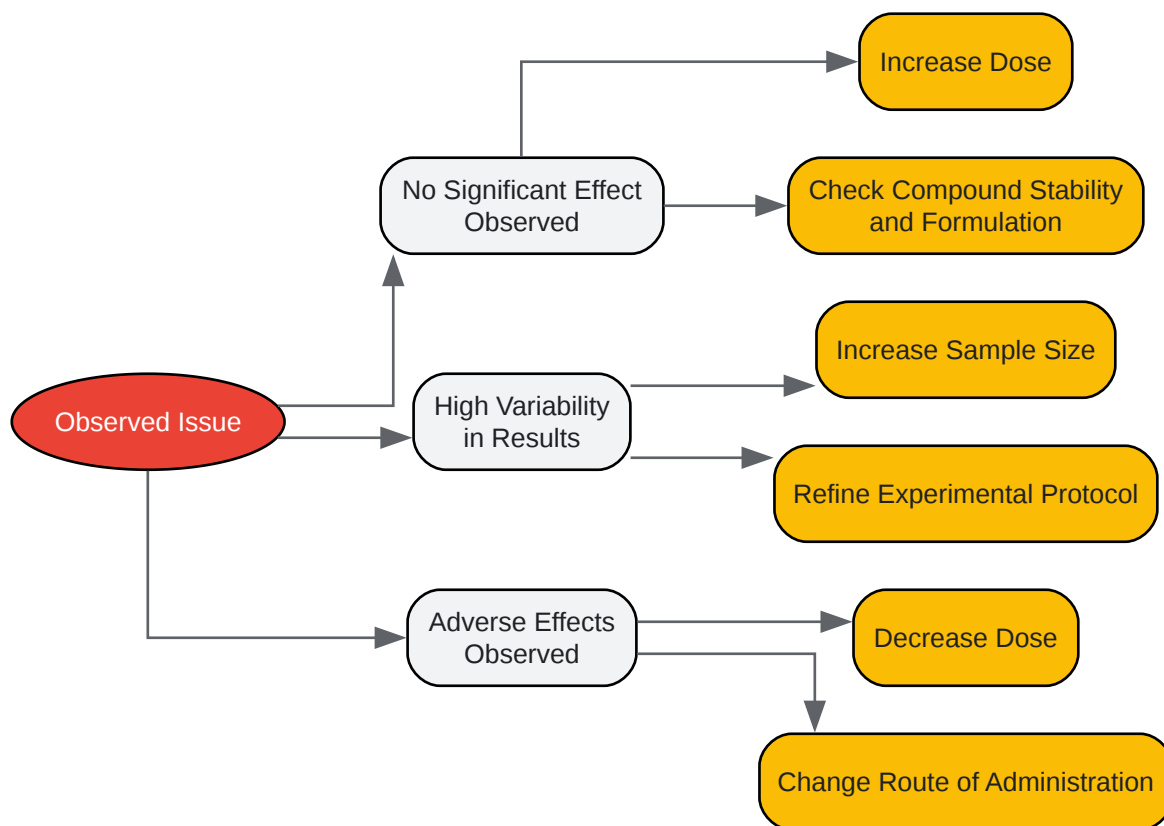 Increase Dose
No Significant Effect
Observed
Check Compound Stability
and Formulation
Increase Sample Size
Observed Issue
High Variability
in Results
Refine Experimental Protocol
Adverse Effects
Observed
Decrease Dose
Change Route of Administration